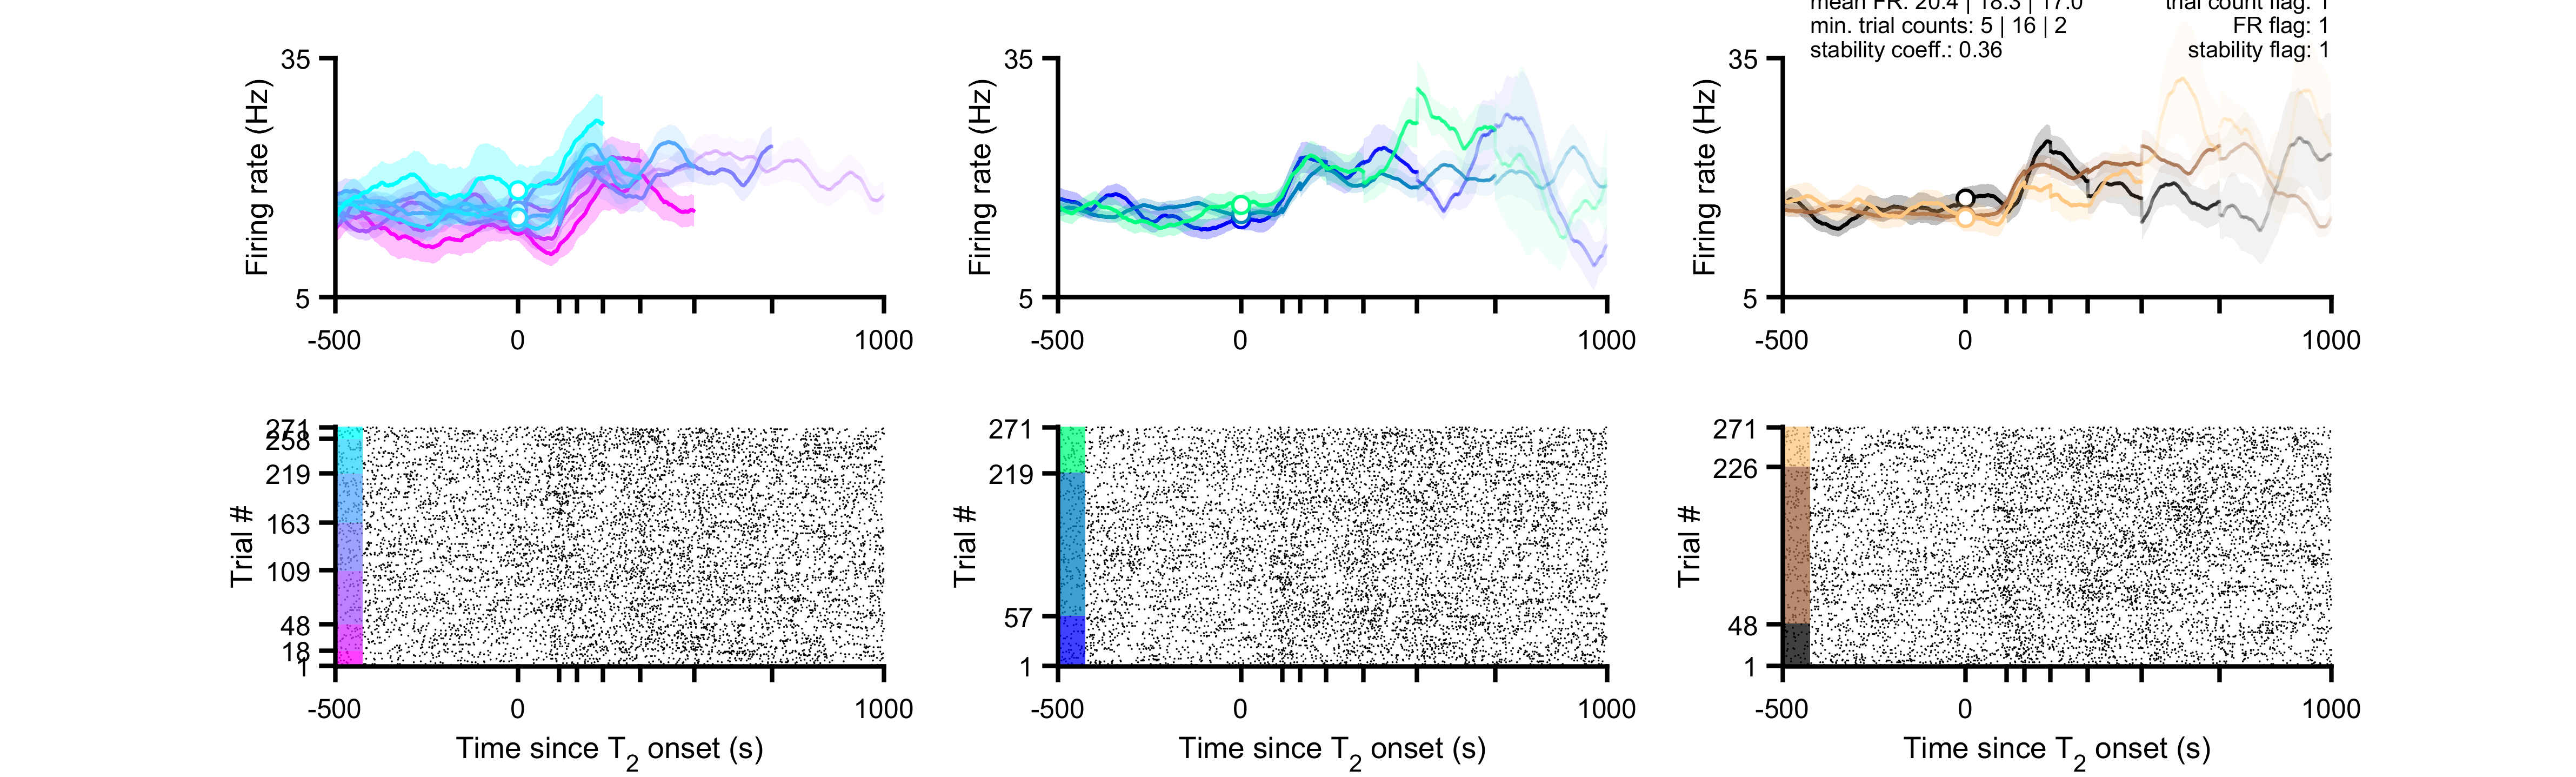 mean FR: 20.4 | 18.3 | 17.0 trial count flag: 1
min. trial counts: 5 | 16 | 2 FR flag: 1
stability coeff.: 0.36 stability flag: 1
35
Firing rate (Hz)
5
-500 0 1000
35
Firing rate (Hz)
5
-500 0 1000
35
Firing rate (Hz)
5
-500 0 1000
271
258
219
163
109
48
18
1
Trial #
-500 0 1000
Time since T2 onset (s)
271
219
57
1
Trial #
-500 0 1000
Time since T2 onset (s)
271
226
48
1
Trial #
-500 0 1000
Time since T2 onset (s)